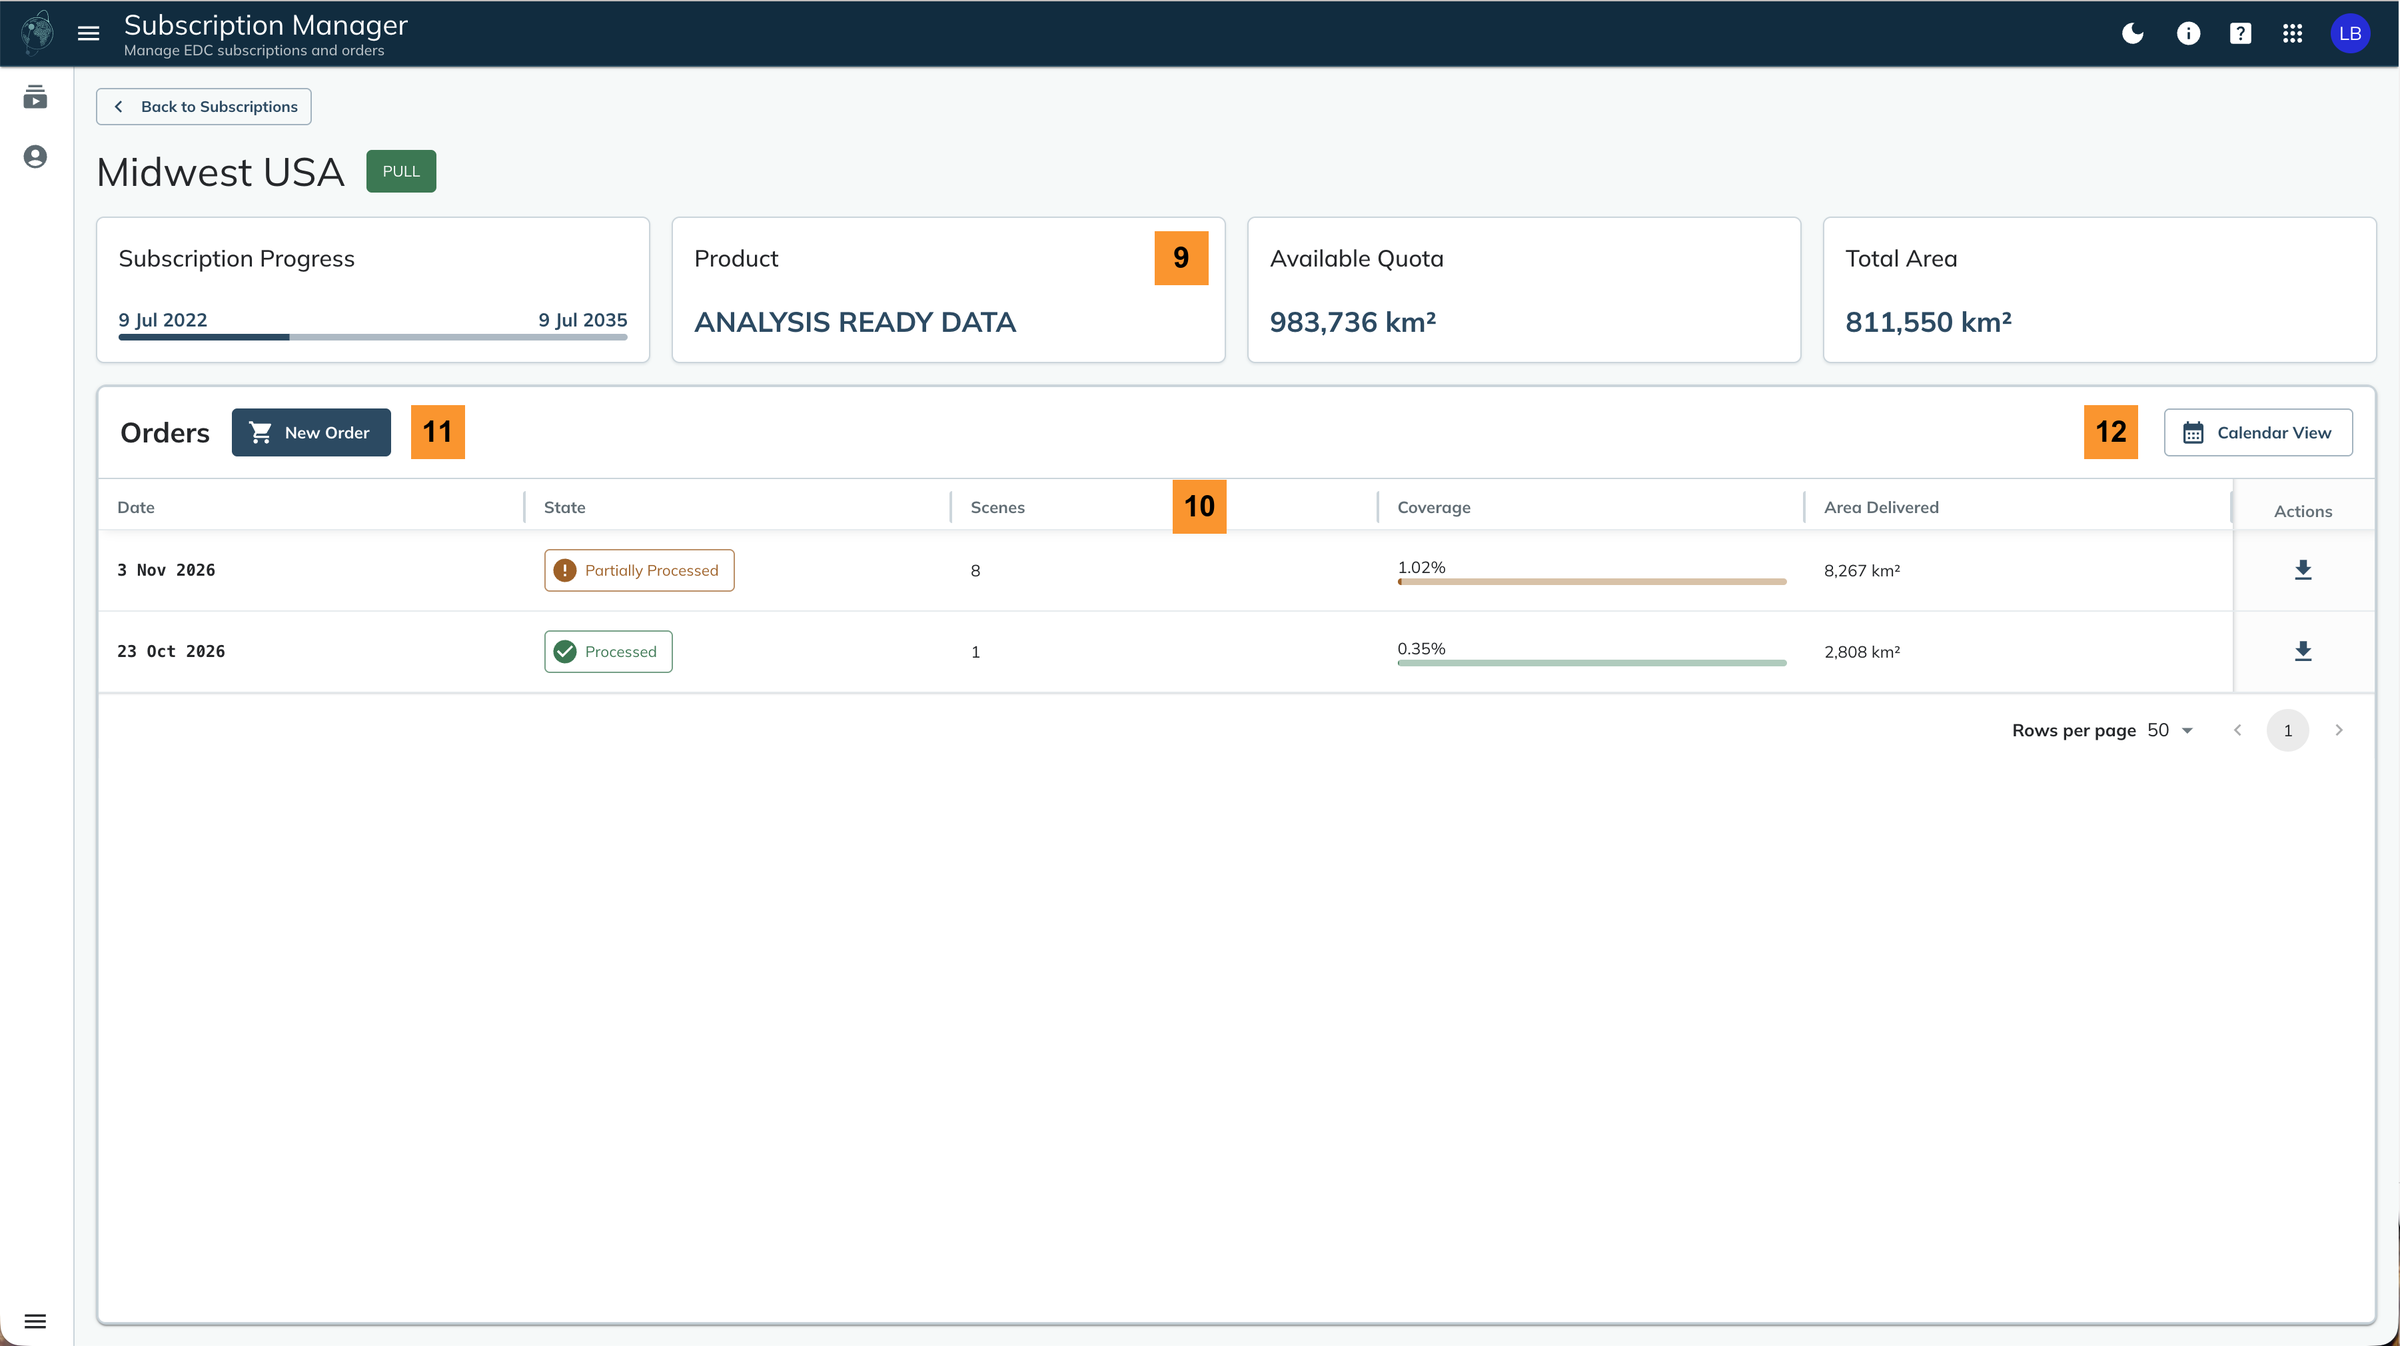 Subscription Manager
Manage EDC subscriptions and orders
LB
Back to Subscriptions
Midwest USA PULL
Subscription Progress
9 Jul 2022 9 Jul 2035
Product 9
ANALYSIS READY DATA
Available Quota
983,736 km²
Total Area
811,550 km²
Orders New Order 11 12 Calendar View
Date State Scenes 10 Coverage Area Delivered Actions
3 Nov 2026 Partially Processed 8 1.02% 8,267 km²
23 Oct 2026 Processed 1 0.35% 2,808 km²
Rows per page 50 1